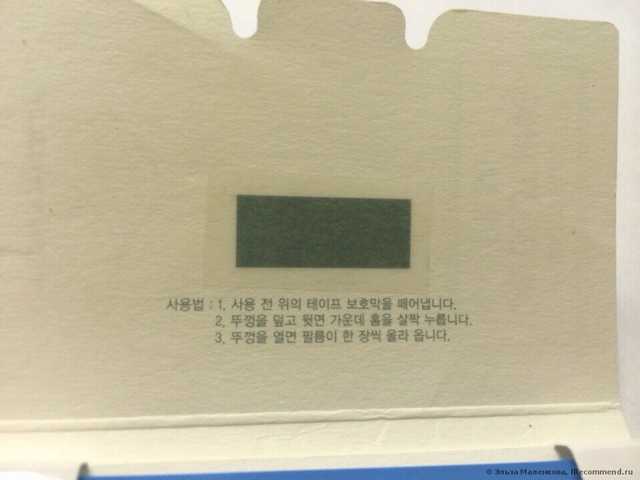 사용법 : 1. 사용 전 위의 테이프 보호막을 떼어냅니다.
2. 뚜껑을 덮고 윗면 가운데 홈을 살짝 누릅니다.
3. 뚜껑을 열면 필름이 한 장씩 올라 옵니다.
© Эльза Маленкова, IRecommend.ru